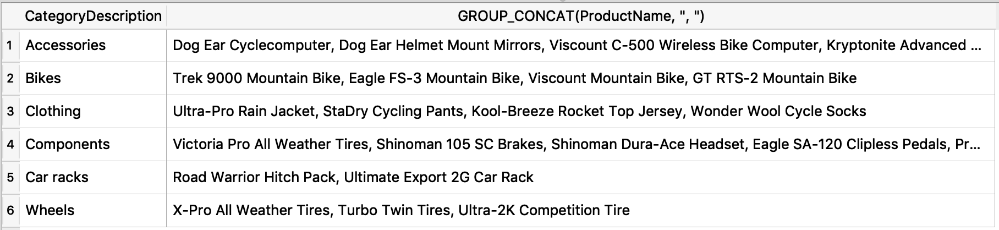 CategoryDescription GROUP_CONCAT(ProductName, ", ")
1 Accessories Dog Ear Cyclecomputer, Dog Ear Helmet Mount Mirrors, Viscount C-500 Wireless Bike Computer, Kryptonite Advanced ...
2 Bikes Trek 9000 Mountain Bike, Eagle FS-3 Mountain Bike, Viscount Mountain Bike, GT RTS-2 Mountain Bike
3 Clothing Ultra-Pro Rain Jacket, StaDry Cycling Pants, Kool-Breeze Rocket Top Jersey, Wonder Wool Cycle Socks
4 Components Victoria Pro All Weather Tires, Shinoman 105 SC Brakes, Shinoman Dura-Ace Headset, Eagle SA-120 Clipless Pedals, Pr...
5 Car racks Road Warrior Hitch Pack, Ultimate Export 2G Car Rack
6 Wheels X-Pro All Weather Tires, Turbo Twin Tires, Ultra-2K Competition Tire